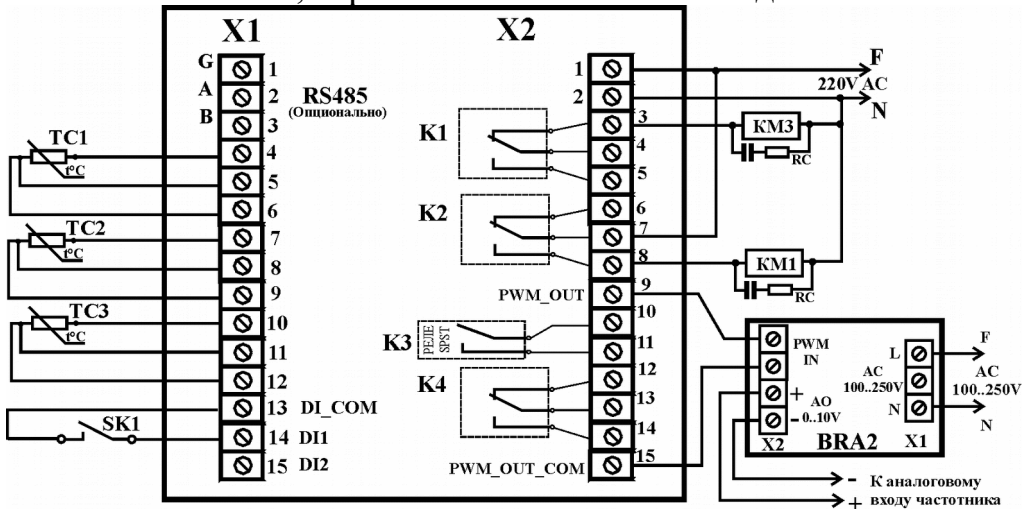 X1
X2
G
A
B
1
2
3
4
5
6
7
8
9
10
11
12
13 DI_COM
14 DI1
15 DI2
RS485
(Опционально)
TC1
t°C
TC2
t°C
TC3
t°C
SK1
K1
K2
K3
РЕЛЕ
SPST
K4
PWM_OUT
PWM_OUT_COM
1
2
3
4
5
6
7
8
9
10
11
12
13
14
15
F
220V AC
N
KM3
RC
KM1
RC
PWM
IN
+
-
AO
0..10V
X2
BRA2
L
AC
100..250V
N
X1
F
AC
100..250V
N
- К аналоговому
+ входу частотника